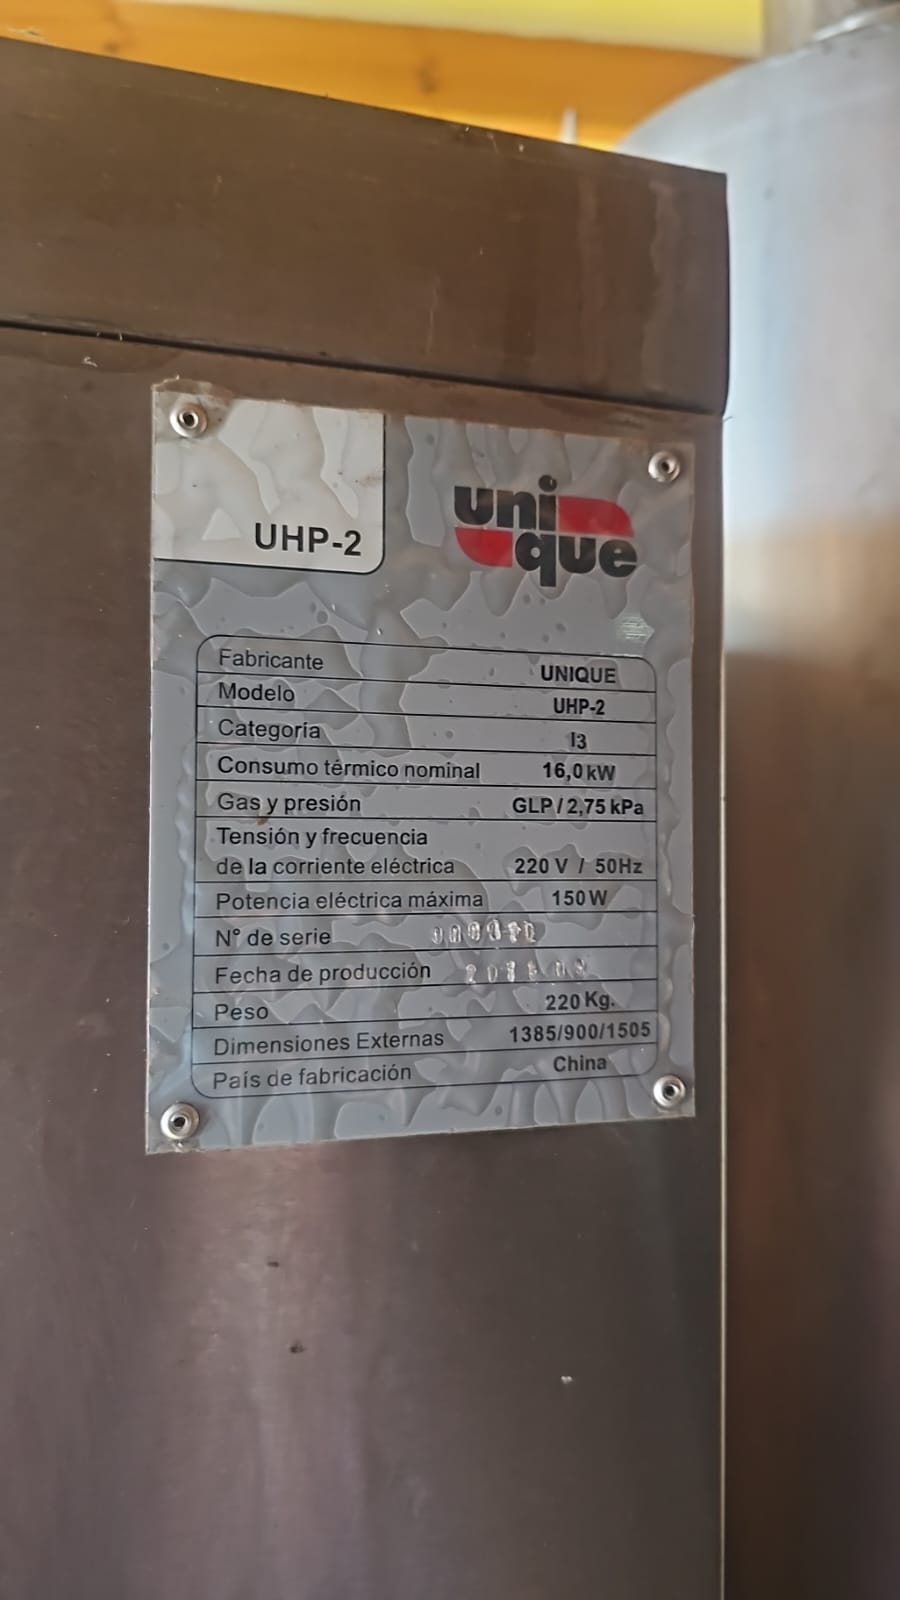 UHP-2
uni
que
Fabricante UNIQUE
Modelo UHP-2
Categoría I3
Consumo térmico nominal 16,0 kW
Gas y presión GLP / 2,75 kPa
Tensión y frecuencia
de la corriente eléctrica 220 V / 50Hz
Potencia eléctrica máxima 150 W
N° de serie
Fecha de producción
Peso 220 Kg.
Dimensiones Externas 1385/900/1505
País de fabricación China